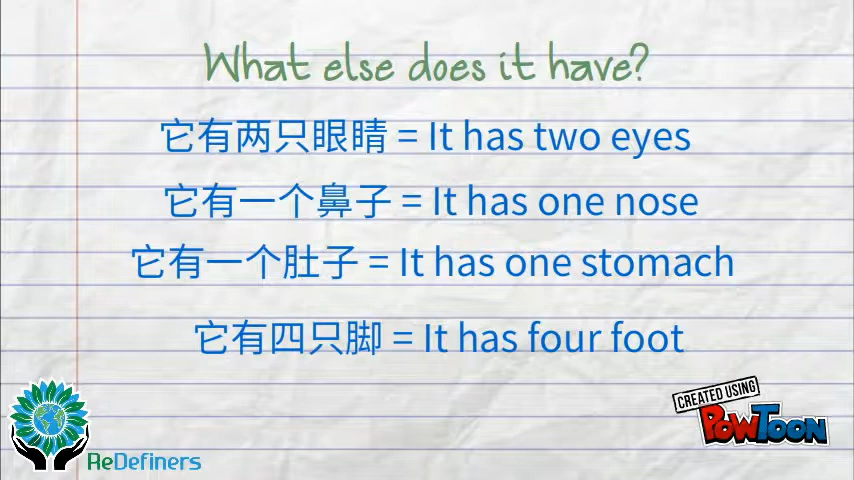 What else does it have?
它有两只眼睛 = It has two eyes
它有一个鼻子 = It has one nose
它有一个肚子 = It has one stomach
它有四只脚 = It has four foot
CREATED USING
POWTOON
ReDefiners